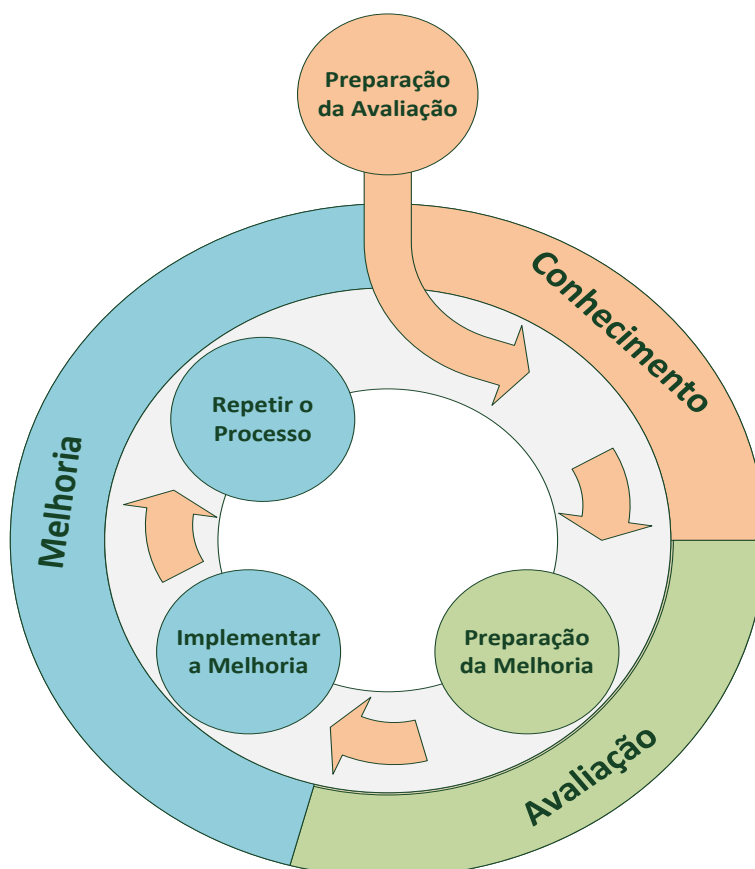 Preparação
da Avaliação
Conhecimento
Repetir o
Processo
Melhoria
Implementar
a Melhoria
Preparação
da Melhoria
Avaliação